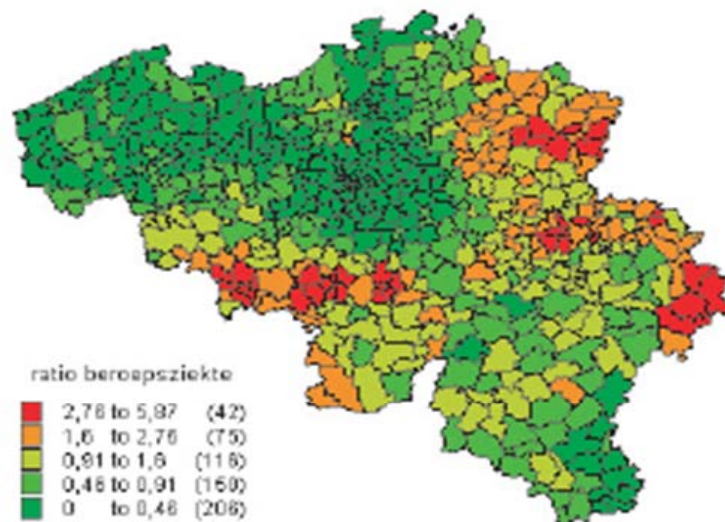 ratio beroepsziekte
2,76 to 5,87 (42)
1,6 to 2,76 (75)
0,91 to 1,6 (116)
0,46 to 0,91 (150)
0 to 0,46 (206)